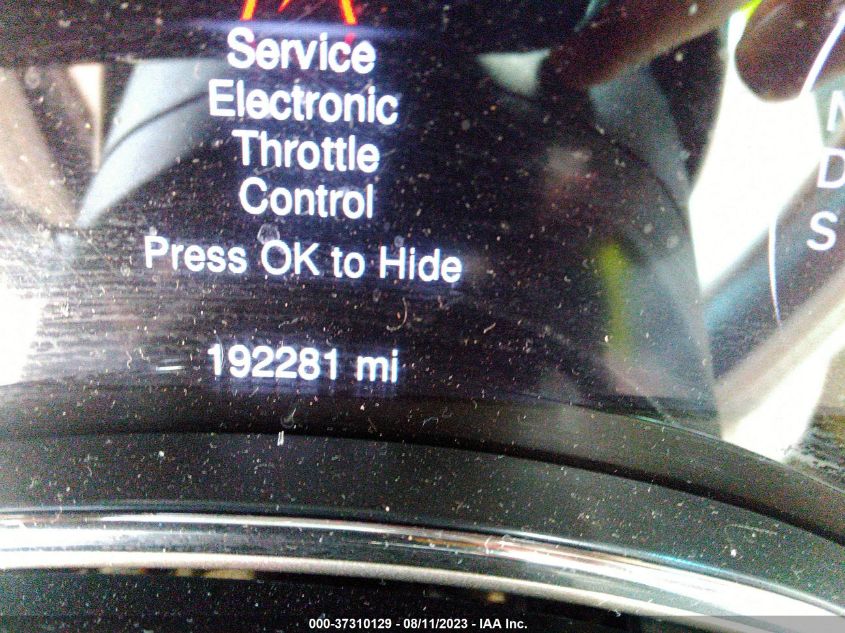 Service
Electronic
Throttle
Control
Press OK to Hide
192281 mi
N
D
S
000-37310129 - 08/11/2023 - IAA Inc.